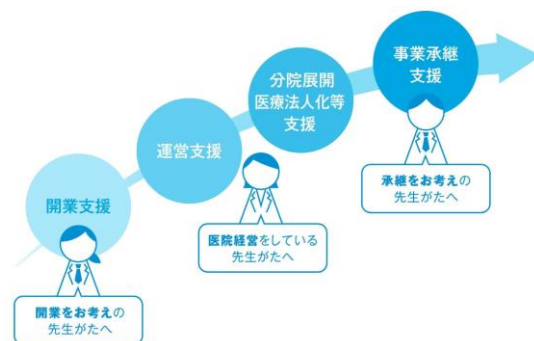 開業支援
運営支援
分院展開
医療法人化等
支援
事業承継
支援
開業をお考えの
先生がたへ
医院経営をしている
先生がたへ
承継をお考えの
先生がたへ